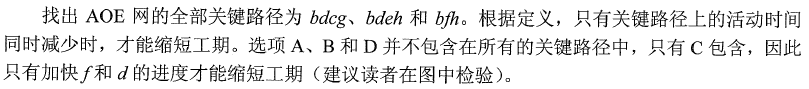 找出 AOE 网的全部关键路径为 bdcg、bdeh 和 bfh。根据定义，只有关键路径上的活动时间
同时减少时，才能缩短工期。选项 A、B 和 D 并不包含在所有的关键路径中，只有 C 包含，因此
只有加快 f 和 d 的进度才能缩短工期（建议读者在图中检验）。